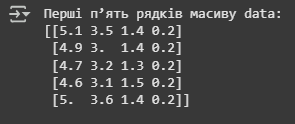 Перші п’ять рядків масиву data:
[[5.1 3.5 1.4 0.2]
[4.9 3. 1.4 0.2]
[4.7 3.2 1.3 0.2]
[4.6 3.1 1.5 0.2]
[5. 3.6 1.4 0.2]]